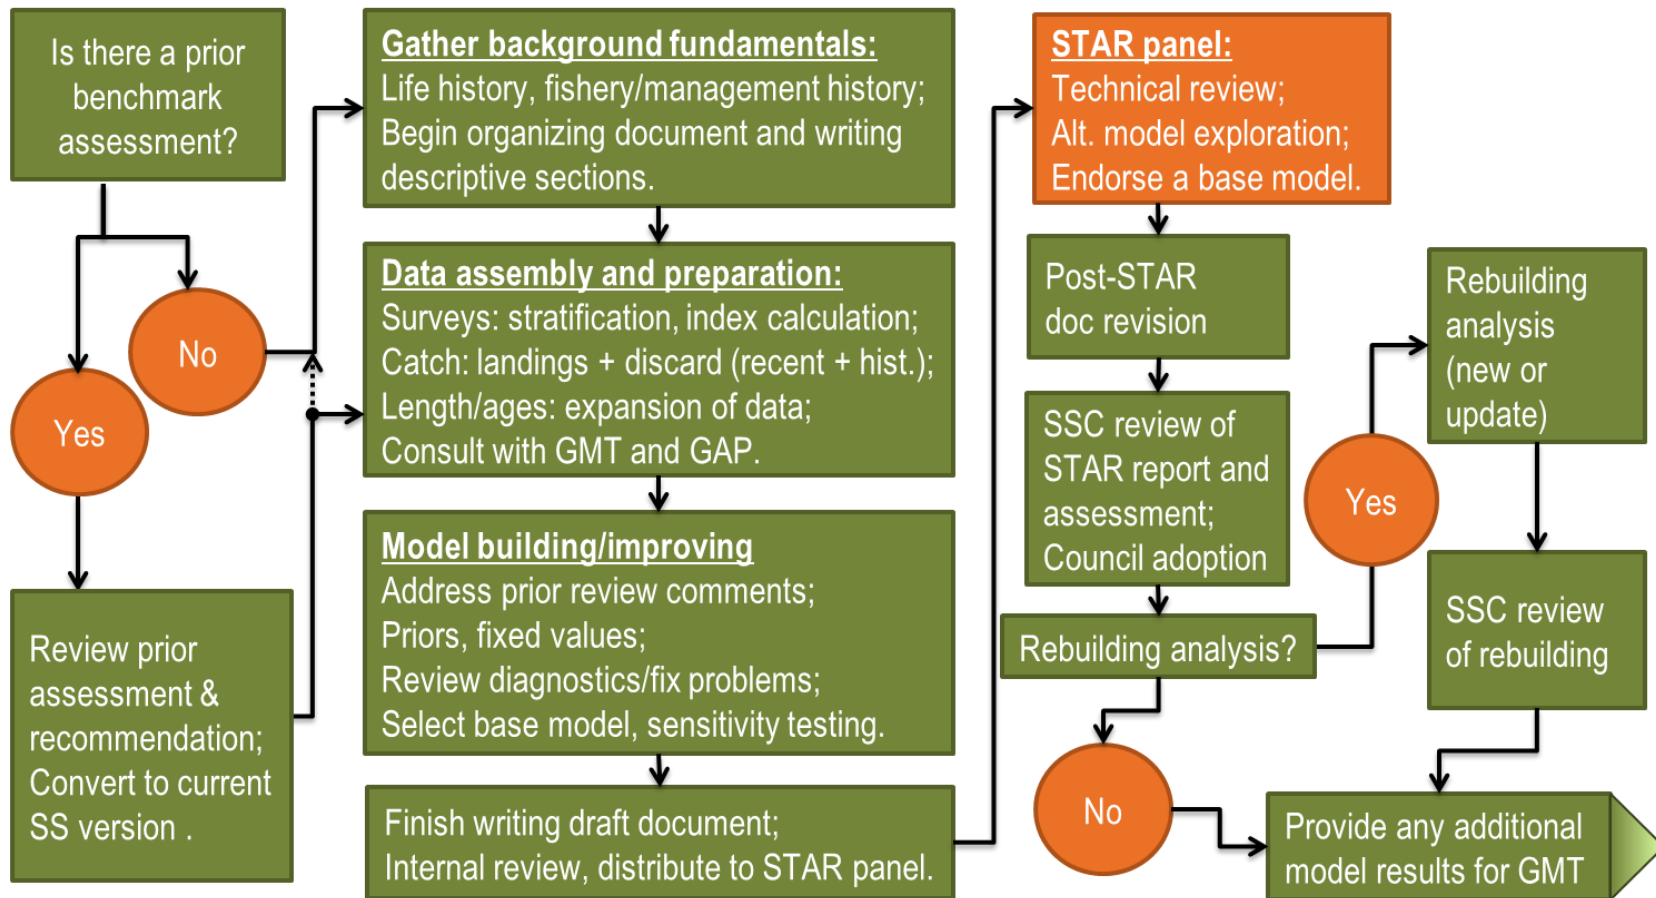 Is there a prior
benchmark
assessment?
No
Yes
Review prior
assessment &
recommendation;
Convert to current
SS version .
Gather background fundamentals:
Life history, fishery/management history;
Begin organizing document and writing
descriptive sections.
Data assembly and preparation:
Surveys: stratification, index calculation;
Catch: landings + discard (recent + hist.);
Length/ages: expansion of data;
Consult with GMT and GAP.
Model building/improving
Address prior review comments;
Priors, fixed values;
Review diagnostics/fix problems;
Select base model, sensitivity testing.
Finish writing draft document;
Internal review, distribute to STAR panel.
STAR panel:
Technical review;
Alt. model exploration;
Endorse a base model.
Post-STAR
doc revision
SSC review of
STAR report and
assessment;
Council adoption
Rebuilding analysis?
Yes
No
Rebuilding
analysis
(new or
update)
SSC review
of rebuilding
Provide any additional
model results for GMT